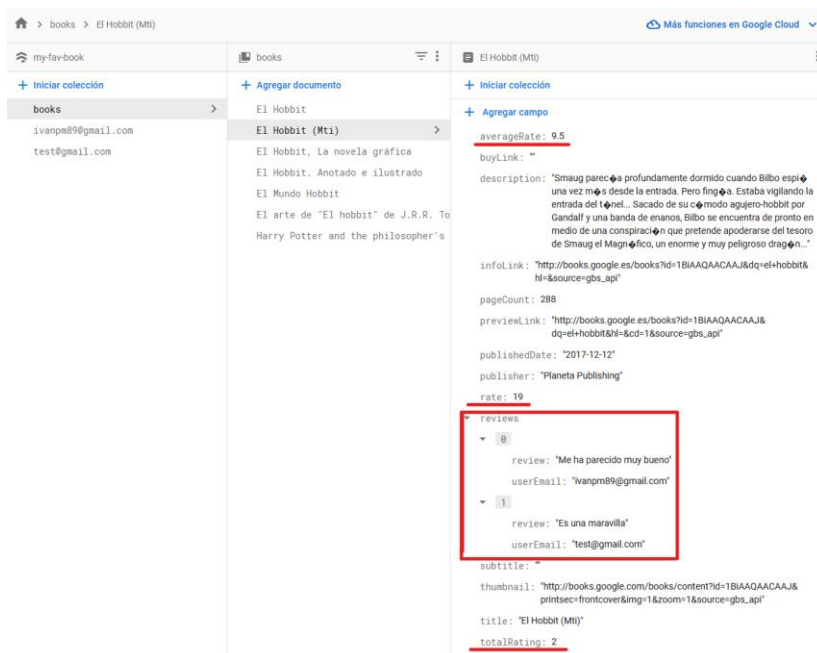 > books > El Hobbit (Mti)
Más funciones en Google Cloud
my-fav-book
books
El Hobbit (Mti)
+ Iniciar colección
+ Agregar documento
+ Iniciar colección
books >
ivanpm89@gmail.com
test@gmail.com
El Hobbit
El Hobbit (Mti) >
El Hobbit, La novela gráfica
El Hobbit. Anotado e ilustrado
El Mundo Hobbit
El arte de "El hobbit" de J.R.R. To
Harry Potter and the philosopher's
+ Agregar campo
averageRate: 9.5
buyLink: ""
description: "Smaug parec�a profundamente dormido cuando Bilbo espi�
una vez m�s desde la entrada. Pero fing�a. Estaba vigilando la
entrada del t�nel... Sacado de su c�modo agujero-hobbit por
Gandalf y una banda de enanos, Bilbo se encuentra de pronto en
medio de una conspiraci�n que pretende apoderarse del tesoro
de Smaug el Magn�fico, un enorme y muy peligroso drag�n..."
infoLink: "http://books.google.es/books?id=1BiAAQAACAAJ&dq=el+hobbit&
hl=&source=gbs_api"
pageCount: 288
previewLink: "http://books.google.es/books?id=1BiAAQAACAAJ&
dq=el+hobbit&hl=&cd=1&source=gbs_api"
publishedDate: "2017-12-12"
publisher: "Planeta Publishing"
rate: 19
reviews
0
review: "Me ha parecido muy bueno"
userEmail: "ivanpm89@gmail.com"
1
review: "Es una maravilla"
userEmail: "test@gmail.com"
subtitle: ""
thumbnail: "http://books.google.com/books/content?id=1BiAAQAACAAJ&
printsec=frontcover&img=1&zoom=1&source=gbs_api"
title: "El Hobbit (Mti)"
totalRating: 2